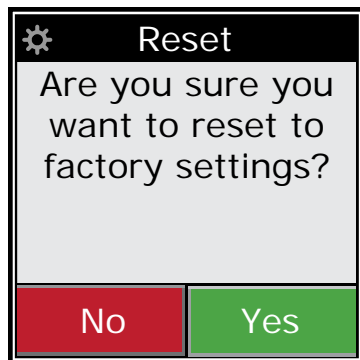 Reset
Are you sure you
want to reset to
factory settings?
No Yes